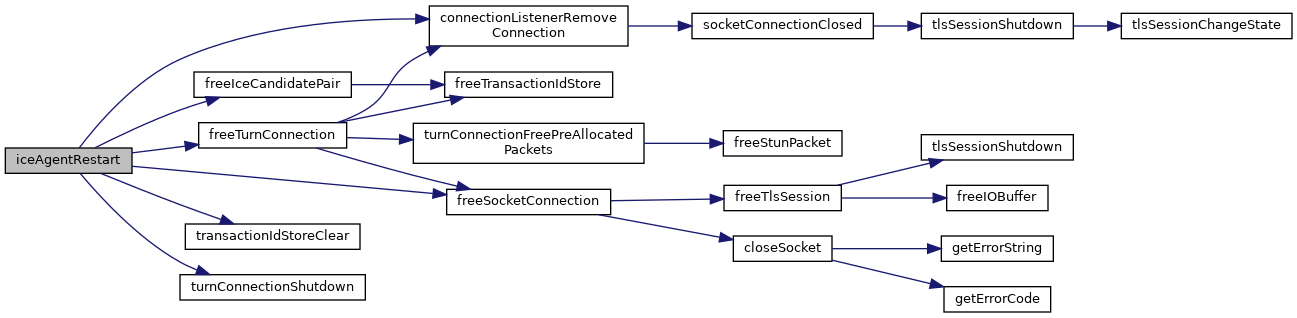 iceAgentRestart
connectionListenerRemove
Connection
freeIceCandidatePair
freeTurnConnection
transactionIdStoreClear
turnConnectionShutdown
socketConnectionClosed
freeTransactionIdStore
turnConnectionFreePreAllocated
Packets
freeSocketConnection
tlsSessionShutdown
tlsSessionChangeState
freeStunPacket
freeTlsSession
closeSocket
tlsSessionShutdown
freeIOBuffer
getErrorString
getErrorCode